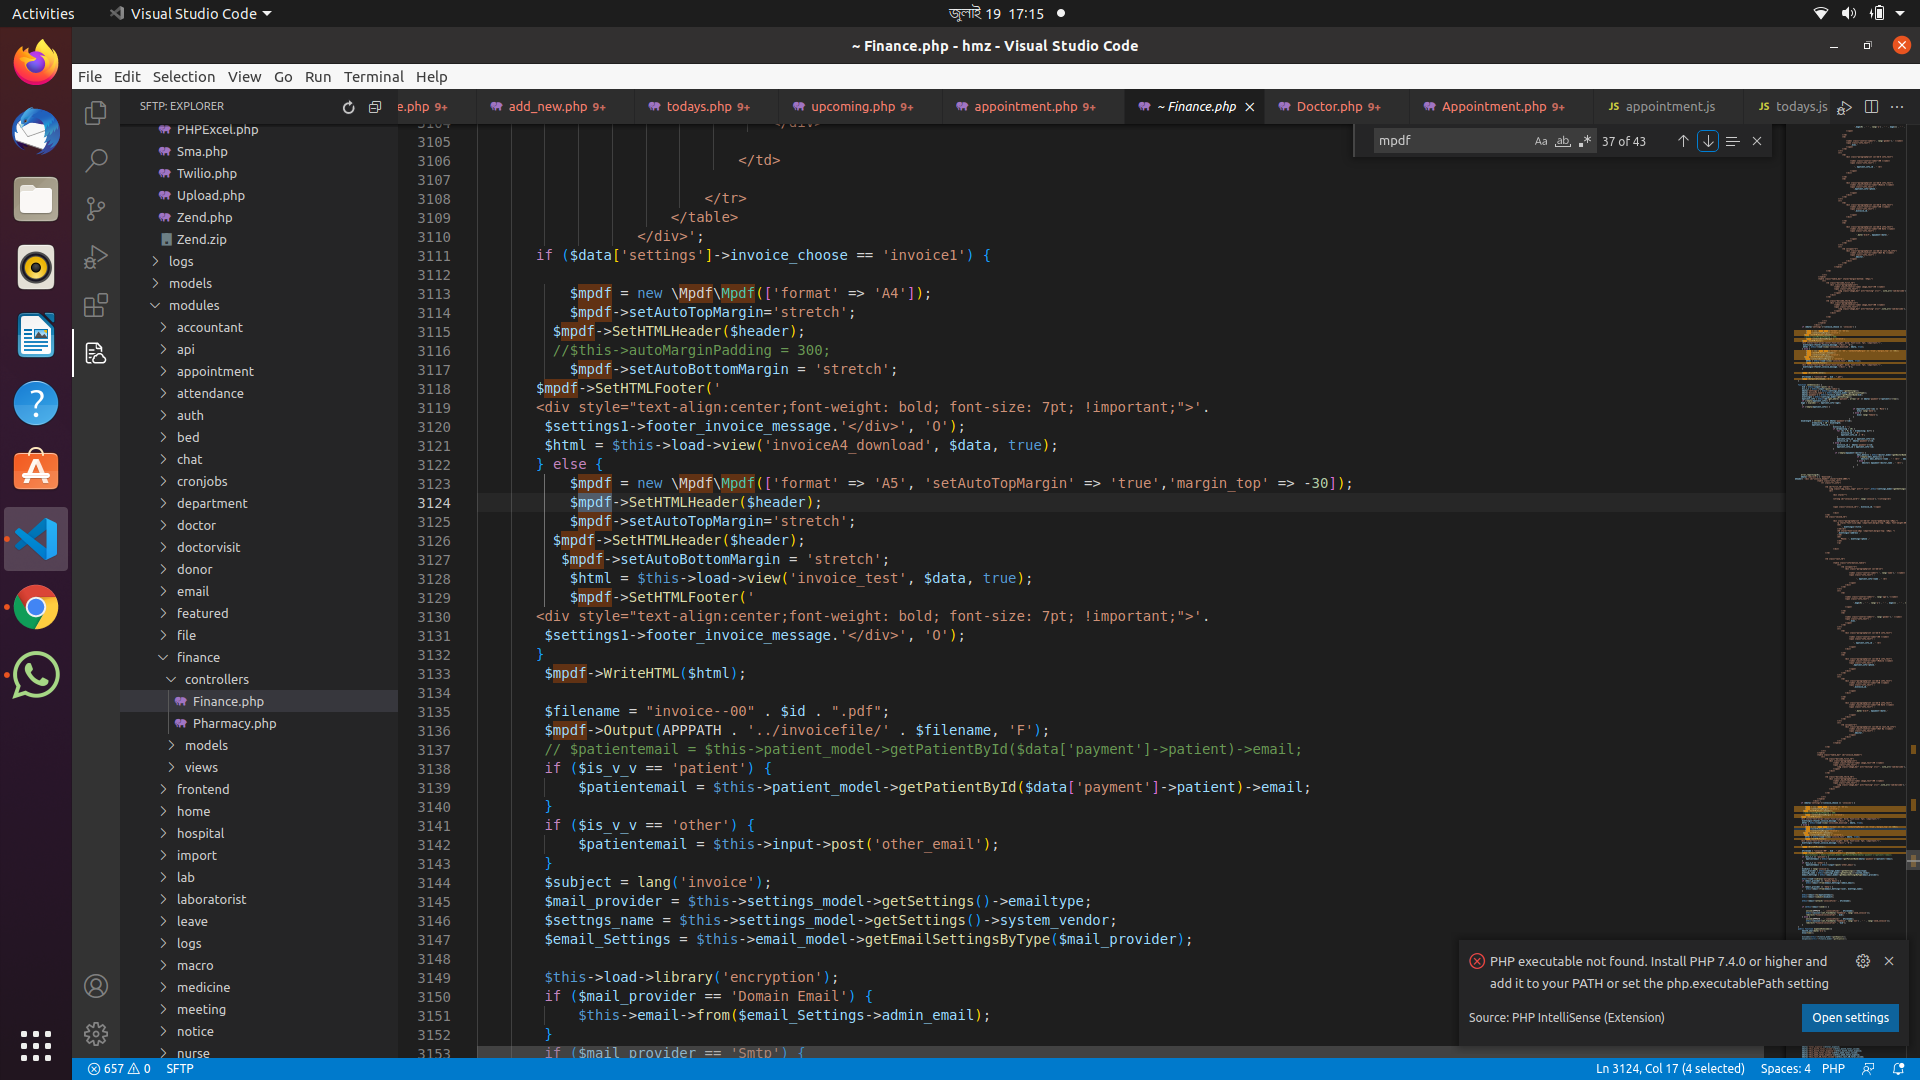 Activities
Visual Studio Code
জুলাই 19 17:15
~ Finance.php - hmz - Visual Studio Code
File Edit Selection View Go Run Terminal Help
SFTP: EXPLORER
e.php 9+
add_new.php 9+
todays.php 9+
upcoming.php 9+
appointment.php 9+
~ Finance.php
Doctor.php 9+
Appointment.php 9+
JS appointment.js
JS todays.js
mpdf
Aa ab .*
37 of 43
PHPExcel.php
Sma.php
Twilio.php
Upload.php
Zend.php
Zend.zip
logs
models
modules
accountant
api
appointment
attendance
auth
bed
chat
cronjobs
department
doctor
doctorvisit
donor
email
featured
file
finance
controllers
Finance.php
Pharmacy.php
models
views
frontend
home
hospital
import
lab
laboratorist
leave
logs
macro
medicine
meeting
notice
nurse
3104 </div>
3105
3106 </td>
3107
3108 </tr>
3109 </table>
3110 </div>';
3111 if ($data['settings']->invoice_choose == 'invoice1') {
3112
3113 $mpdf = new \Mpdf\Mpdf(['format' => 'A4']);
3114 $mpdf->setAutoTopMargin='stretch';
3115 $mpdf->SetHTMLHeader($header);
3116 //$this->autoMarginPadding = 300;
3117 $mpdf->setAutoBottomMargin = 'stretch';
3118 $mpdf->SetHTMLFooter('
3119 <div style="text-align:center;font-weight: bold; font-size: 7pt; !important;">'.
3120 $settings1->footer_invoice_message.'</div>', 'O');
3121 $html = $this->load->view('invoiceA4_download', $data, true);
3122 } else {
3123 $mpdf = new \Mpdf\Mpdf(['format' => 'A5', 'setAutoTopMargin' => 'true','margin_top' => -30]);
3124 $mpdf->SetHTMLHeader($header);
3125 $mpdf->setAutoTopMargin='stretch';
3126 $mpdf->SetHTMLHeader($header);
3127 $mpdf->setAutoBottomMargin = 'stretch';
3128 $html = $this->load->view('invoice_test', $data, true);
3129 $mpdf->SetHTMLFooter('
3130 <div style="text-align:center;font-weight: bold; font-size: 7pt; !important;">'.
3131 $settings1->footer_invoice_message.'</div>', 'O');
3132 }
3133 $mpdf->WriteHTML($html);
3134
3135 $filename = "invoice--00" . $id . ".pdf";
3136 $mpdf->Output(APPPATH . '../invoicefile/' . $filename, 'F');
3137 // $patientemail = $this->patient_model->getPatientById($data['payment']->patient)->email;
3138 if ($is_v_v == 'patient') {
3139 $patientemail = $this->patient_model->getPatientById($data['payment']->patient)->email;
3140 }
3141 if ($is_v_v == 'other') {
3142 $patientemail = $this->input->post('other_email');
3143 }
3144 $subject = lang('invoice');
3145 $mail_provider = $this->settings_model->getSettings()->emailtype;
3146 $settngs_name = $this->settings_model->getSettings()->system_vendor;
3147 $email_Settings = $this->email_model->getEmailSettingsByType($mail_provider);
3148
3149 $this->load->library('encryption');
3150 if ($mail_provider == 'Domain Email') {
3151 $this->email->from($email_Settings->admin_email);
3152 }
3153 if ($mail_provider == 'Smtp') {
PHP executable not found. Install PHP 7.4.0 or higher and
add it to your PATH or set the php.executablePath setting
Source: PHP IntelliSense (Extension)
Open settings
657 0 SFTP
Ln 3124, Col 17 (4 selected) Spaces: 4 PHP